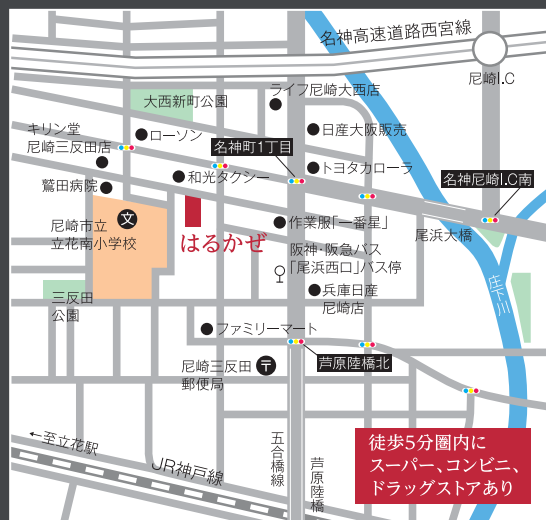 名神高速道路西宮線
尼崎I.C
大西新町公園
ライフ尼崎大西店
キリン堂
尼崎三反田店
ローソン
名神町1丁目
日産大阪販売
鷲田病院
和光タクシー
トヨタカローラ
名神尼崎I.C南
尼崎市立
立花南小学校
文
はるかぜ
作業服「一番星」
尾浜大橋
阪神・阪急バス
「尾浜西口」バス停
庄下川
三反田
公園
兵庫日産
尼崎店
ファミリーマート
芦原陸橋北
尼崎三反田
郵便局
〒
←至立花駅
JR神戸線
五合橋線
芦原陸橋
徒歩5分圏内に
スーパー、コンビニ、
ドラッグストアあり